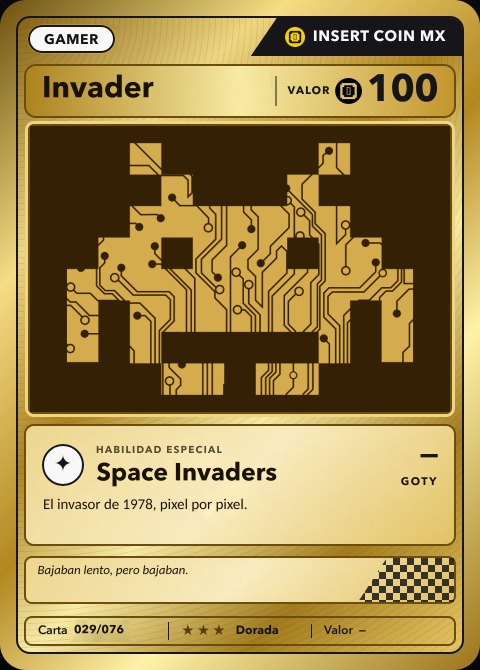 GAMER
INSERT COIN MX
Invader
VALOR 100
HABILIDAD ESPECIAL
Space Invaders
–
GOTY
El invasor de 1978, pixel por pixel.
Bajaban lento, pero bajaban.
Carta 029/076 ★ ★ ★ Dorada Valor –